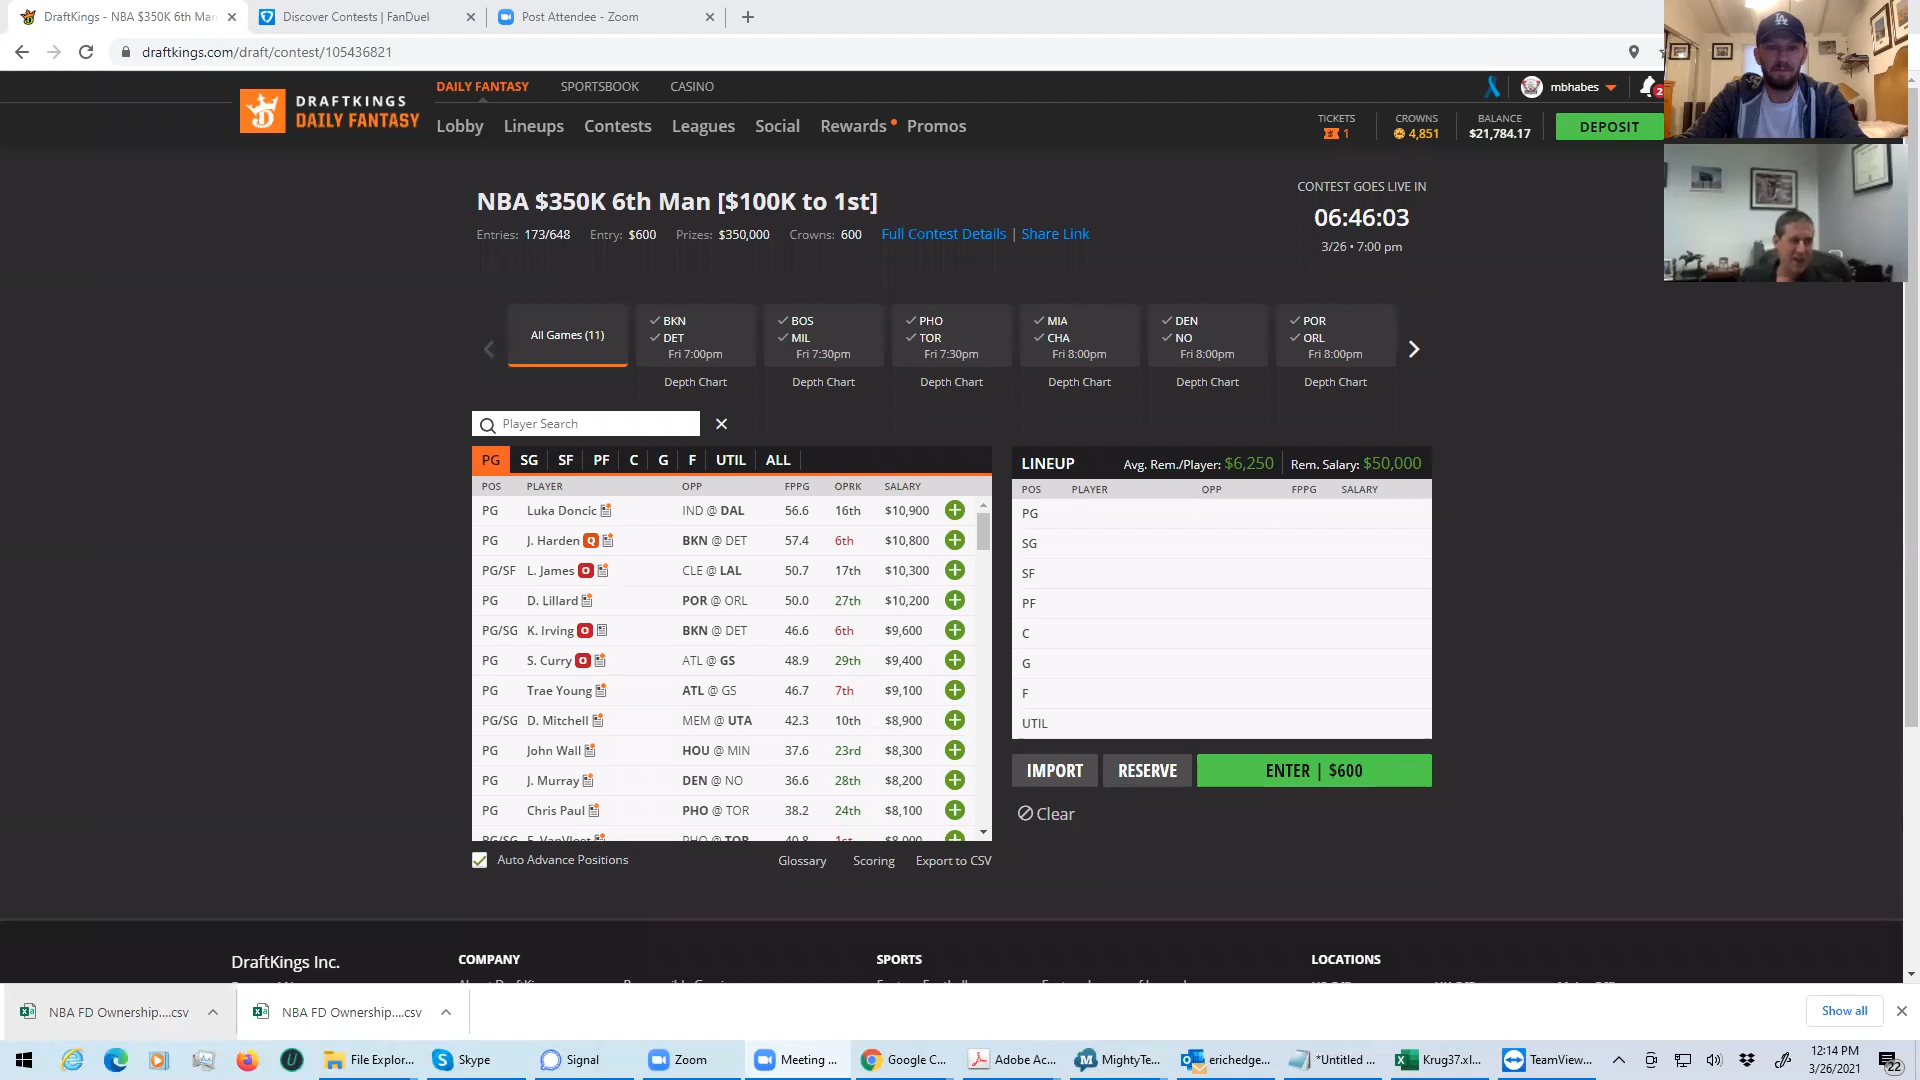 DraftKings - NBA $350K 6th Man
Discover Contests | FanDuel
Post Attendee - Zoom
draftkings.com/draft/contest/105436821
DAILY FANTASY SPORTSBOOK CASINO
mbhabes
2
DRAFTKINGS
DAILY FANTASY
Lobby Lineups Contests Leagues Social Rewards Promos
TICKETS 1
CROWNS 4,851
BALANCE $21,784.17
DEPOSIT
NBA $350K 6th Man [$100K to 1st]
Entries: 173/648 Entry: $600 Prizes: $350,000 Crowns: 600 Full Contest Details | Share Link
CONTEST GOES LIVE IN
06:46:03
3/26 • 7:00 pm
All Games (11)
BKN DET Fri 7:00pm Depth Chart
BOS MIL Fri 7:30pm Depth Chart
PHO TOR Fri 7:30pm Depth Chart
MIA CHA Fri 8:00pm Depth Chart
DEN NO Fri 8:00pm Depth Chart
POR ORL Fri 8:00pm Depth Chart
Player Search
PG SG SF PF C G F UTIL ALL
POS PLAYER OPP FPPG OPRK SALARY
PG Luka Doncic IND @ DAL 56.6 16th $10,900
PG J. Harden Q BKN @ DET 57.4 6th $10,800
PG/SF L. James O CLE @ LAL 50.7 17th $10,300
PG D. Lillard POR @ ORL 50.0 27th $10,200
PG/SG K. Irving O BKN @ DET 46.6 6th $9,600
PG S. Curry O ATL @ GS 48.9 29th $9,400
PG Trae Young ATL @ GS 46.7 7th $9,100
PG/SG D. Mitchell MEM @ UTA 42.3 10th $8,900
PG John Wall HOU @ MIN 37.6 23rd $8,300
PG J. Murray DEN @ NO 36.6 28th $8,200
PG Chris Paul PHO @ TOR 38.2 24th $8,100
PG/SG F. VanVleet PHO @ TOR 40.8 1st $8,000
Auto Advance Positions
Glossary Scoring Export to CSV
LINEUP Avg. Rem./Player: $6,250 Rem. Salary: $50,000
POS PLAYER OPP FPPG SALARY
PG
SG
SF
PF
C
G
F
UTIL
IMPORT RESERVE ENTER | $600
Clear
DraftKings Inc. COMPANY SPORTS LOCATIONS
NBA FD Ownership....csv
NBA FD Ownership....csv
Show all
File Explor...
Skype
Signal
Zoom
Meeting ...
Google C...
Adobe Ac...
MightyTe...
erichedge...
*Untitled ...
Krug37.xl...
TeamView...
12:14 PM
3/26/2021
22